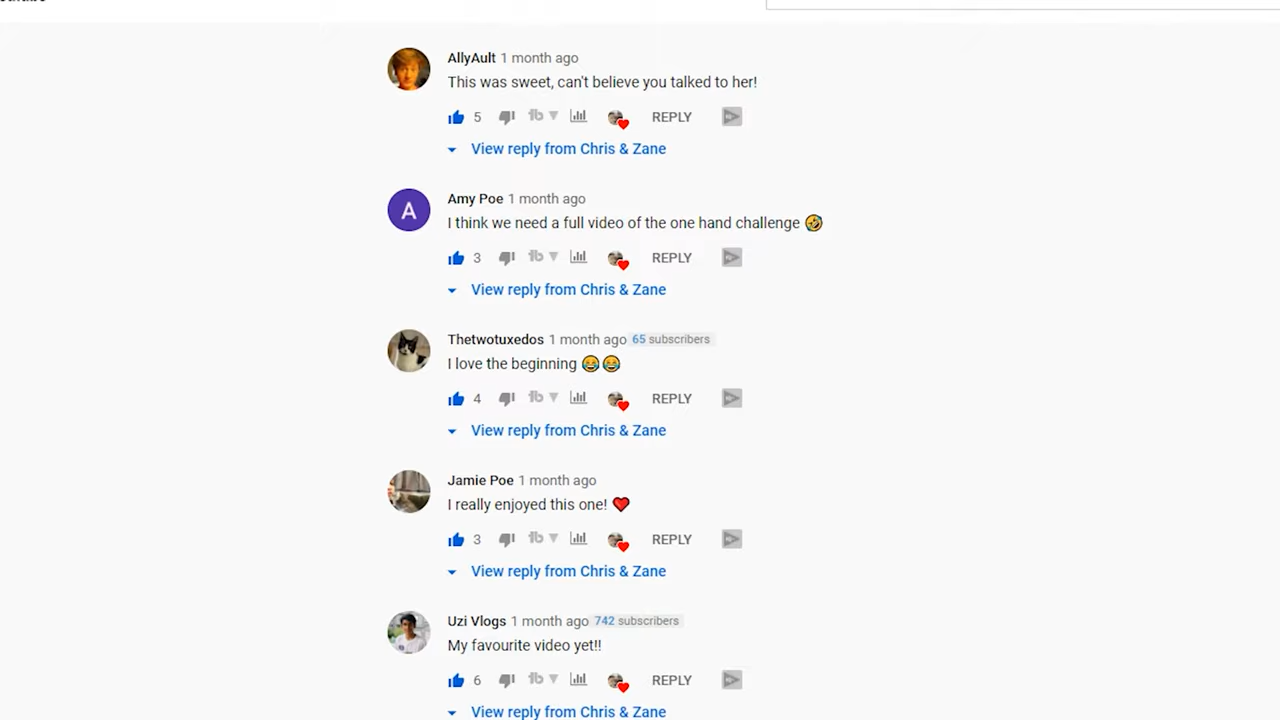 AllyAult 1 month ago
This was sweet, can't believe you talked to her!
5 REPLY
View reply from Chris & Zane
A
Amy Poe 1 month ago
I think we need a full video of the one hand challenge 🤣
3 REPLY
View reply from Chris & Zane
Thetwotuxedos 1 month ago 65 subscribers
I love the beginning 😂😂
4 REPLY
View reply from Chris & Zane
Jamie Poe 1 month ago
I really enjoyed this one! ❤️
3 REPLY
View reply from Chris & Zane
Uzi Vlogs 1 month ago 742 subscribers
My favourite video yet!!
6 REPLY
View reply from Chris & Zane